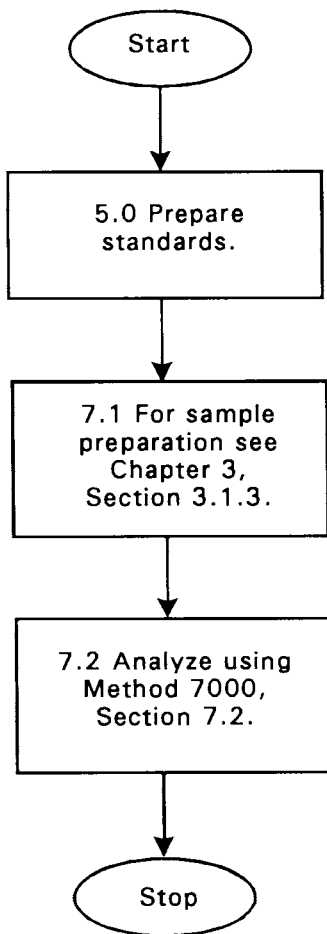 Start
5.0 Prepare
standards.
7.1 For sample
preparation see
Chapter 3,
Section 3.1.3.
7.2 Analyze using
Method 7000,
Section 7.2.
Stop